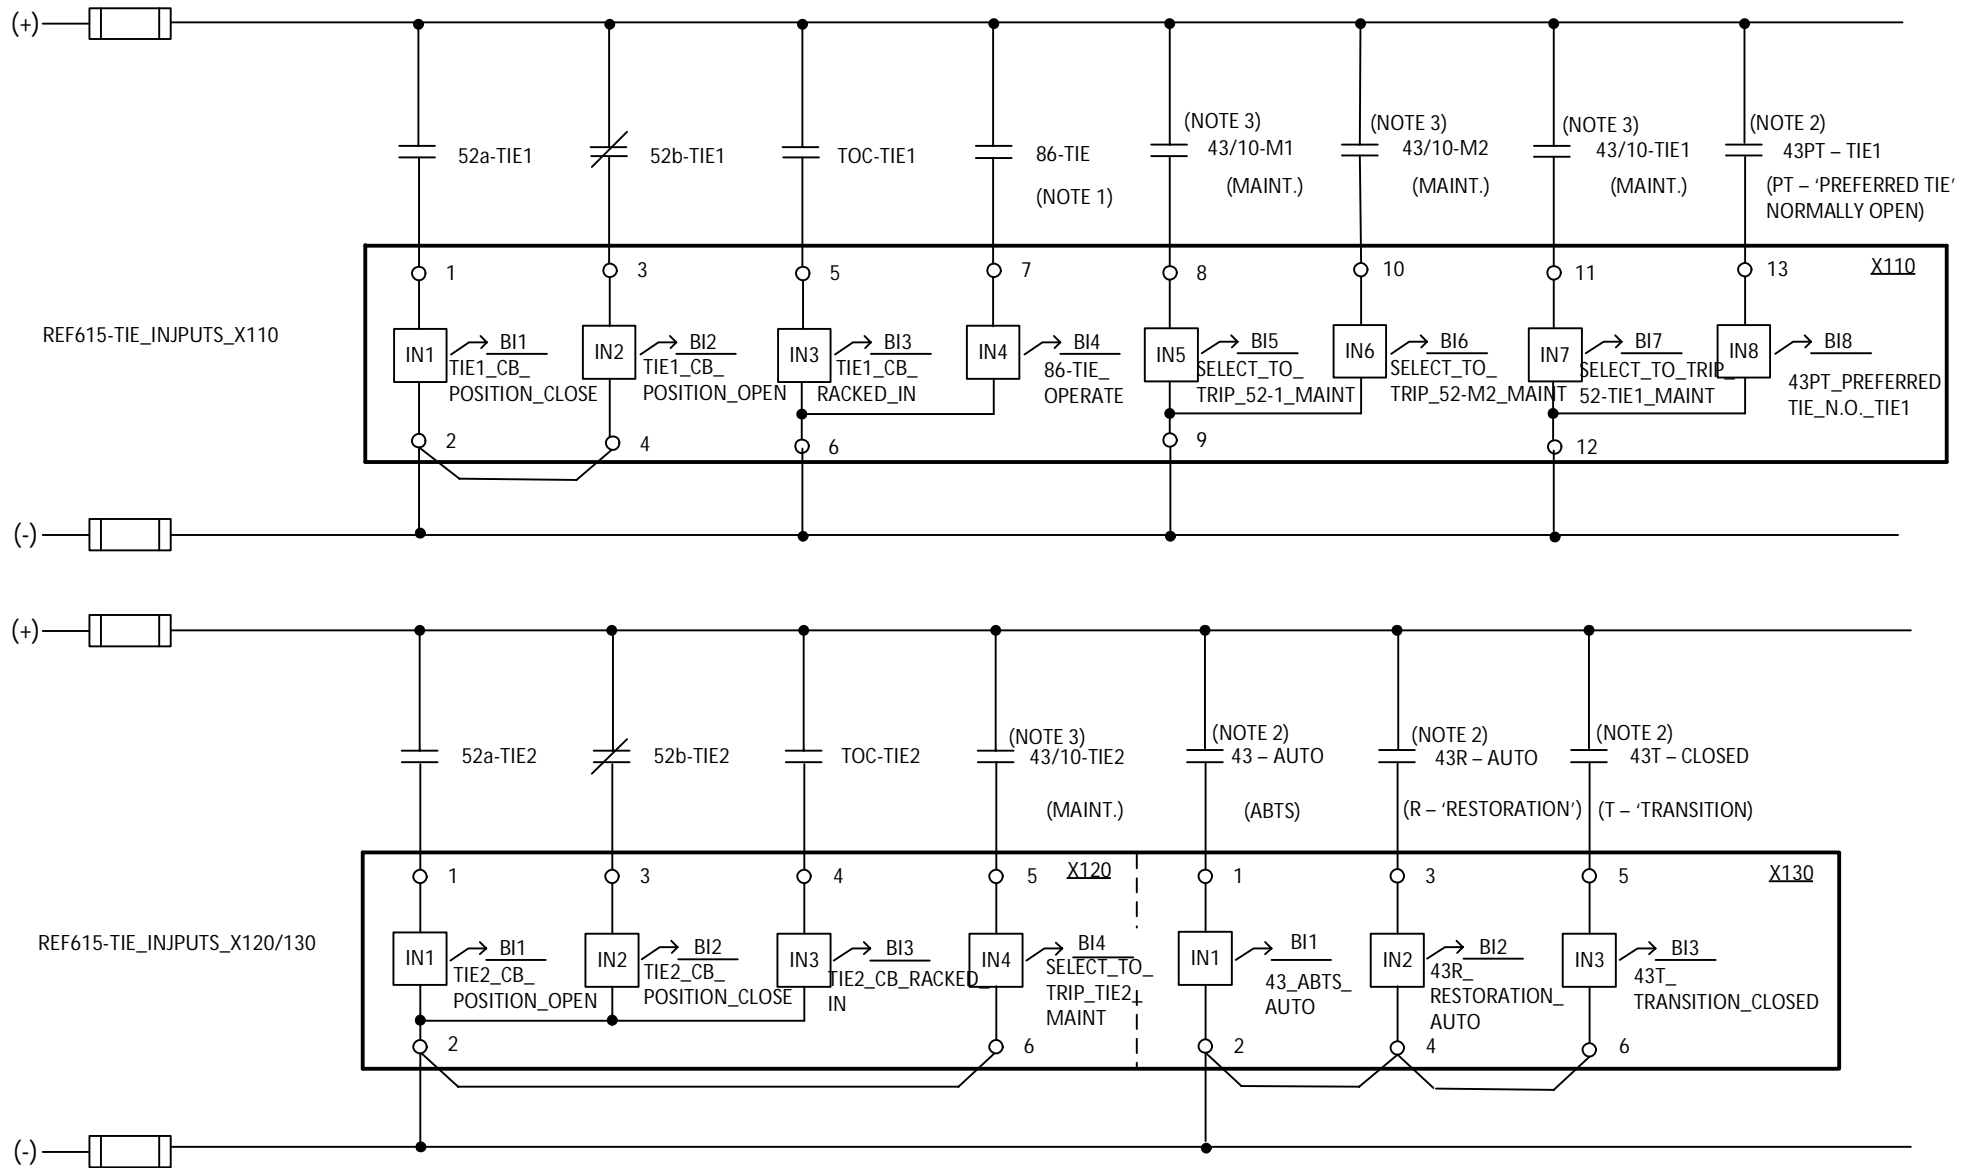 (+)
52a-TIE1
52b-TIE1
TOC-TIE1
86-TIE
(NOTE 1)
(NOTE 3)
43/10-M1
(MAINT.)
(NOTE 3)
43/10-M2
(MAINT.)
(NOTE 3)
43/10-TIE1
(MAINT.)
(NOTE 2)
43PT – TIE1
(PT – ‘PREFERRED TIE’
NORMALLY OPEN)
1
3
5
7
8
10
11
13
X110
REF615-TIE_INJPUTS_X110
IN1
BI1
TIE1_CB_
POSITION_CLOSE
IN2
BI2
TIE1_CB_
POSITION_OPEN
IN3
BI3
TIE1_CB_
RACKED_IN
IN4
BI4
86-TIE_
OPERATE
IN5
BI5
SELECT_TO_
TRIP_52-1_MAINT
IN6
BI6
SELECT_TO_
TRIP_52-M2_MAINT
IN7
BI7
SELECT_TO_TRIP_
52-TIE1_MAINT
IN8
BI8
43PT_PREFERRED
TIE_N.O._TIE1
2
4
6
9
12
(-)
(+)
52a-TIE2
52b-TIE2
TOC-TIE2
(NOTE 3)
43/10-TIE2
(MAINT.)
(NOTE 2)
43 – AUTO
(ABTS)
(NOTE 2)
43R – AUTO
(R – ‘RESTORATION’)
(NOTE 2)
43T – CLOSED
(T – ‘TRANSITION)
1
3
4
5
X120
1
3
5
X130
REF615-TIE_INJPUTS_X120/130
IN1
BI1
TIE2_CB_
POSITION_OPEN
IN2
BI2
TIE2_CB_
POSITION_CLOSE
IN3
BI3
TIE2_CB_RACKED_
IN
IN4
BI4
SELECT_TO_
TRIP_TIE2_
MAINT
IN1
BI1
43_ABTS_
AUTO
IN2
BI2
43R_
RESTORATION_
AUTO
IN3
BI3
43T_
TRANSITION_CLOSED
2
6
2
4
6
(-)